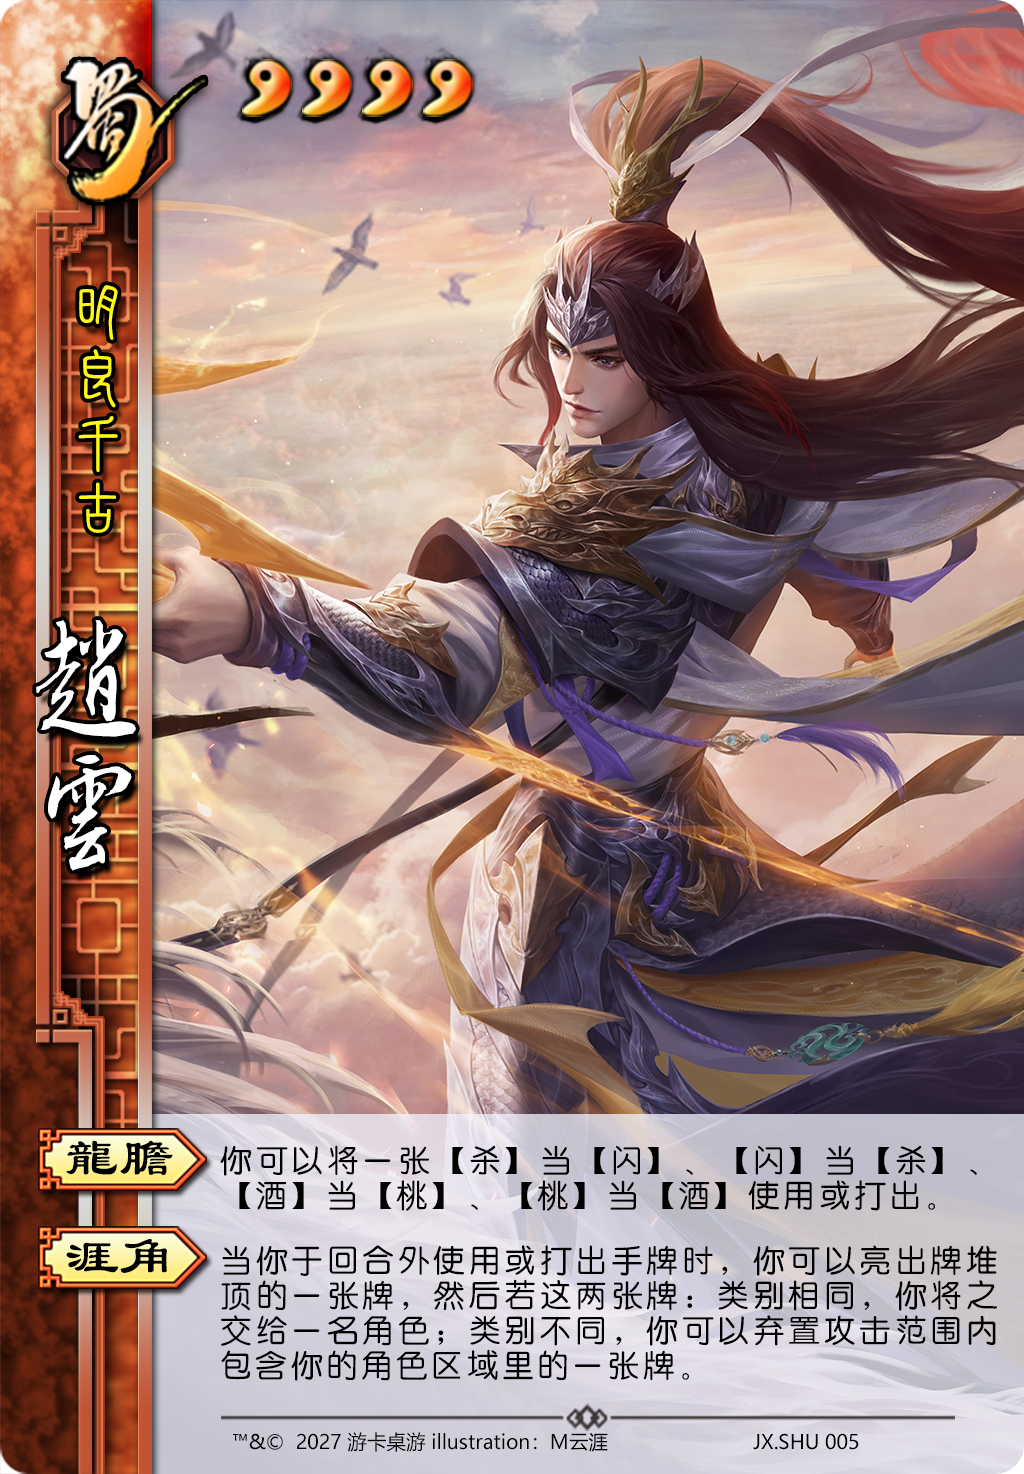 蜀
明良千古
趙雲
龍膽
你可以将一张【杀】当【闪】、【闪】当【杀】、
【酒】当【桃】、【桃】当【酒】使用或打出。
涯角
当你于回合外使用或打出手牌时，你可以亮出牌堆
顶的一张牌，然后若这两张牌：类别相同，你将之
交给一名角色；类别不同，你可以弃置攻击范围内
包含你的角色区域里的一张牌。
™&© 2027 游卡桌游 illustration：M云涯
JX.SHU 005